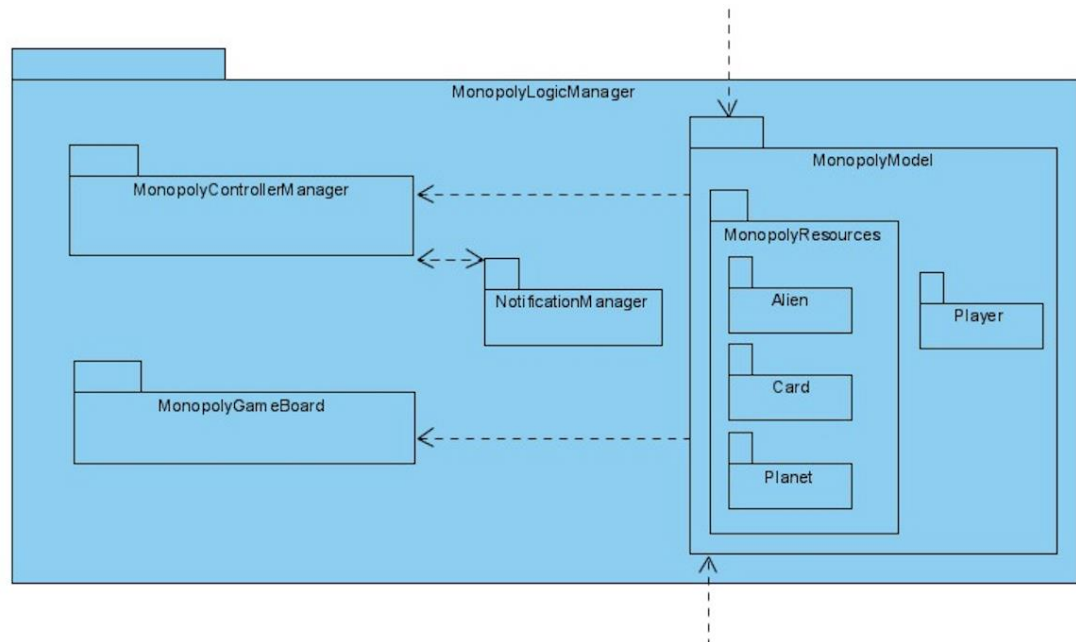 MonopolyLogicManager
MonopolyModel
MonopolyControllerManager
MonopolyResources
NotificationManager
Alien
Player
Card
MonopolyGameBoard
Planet